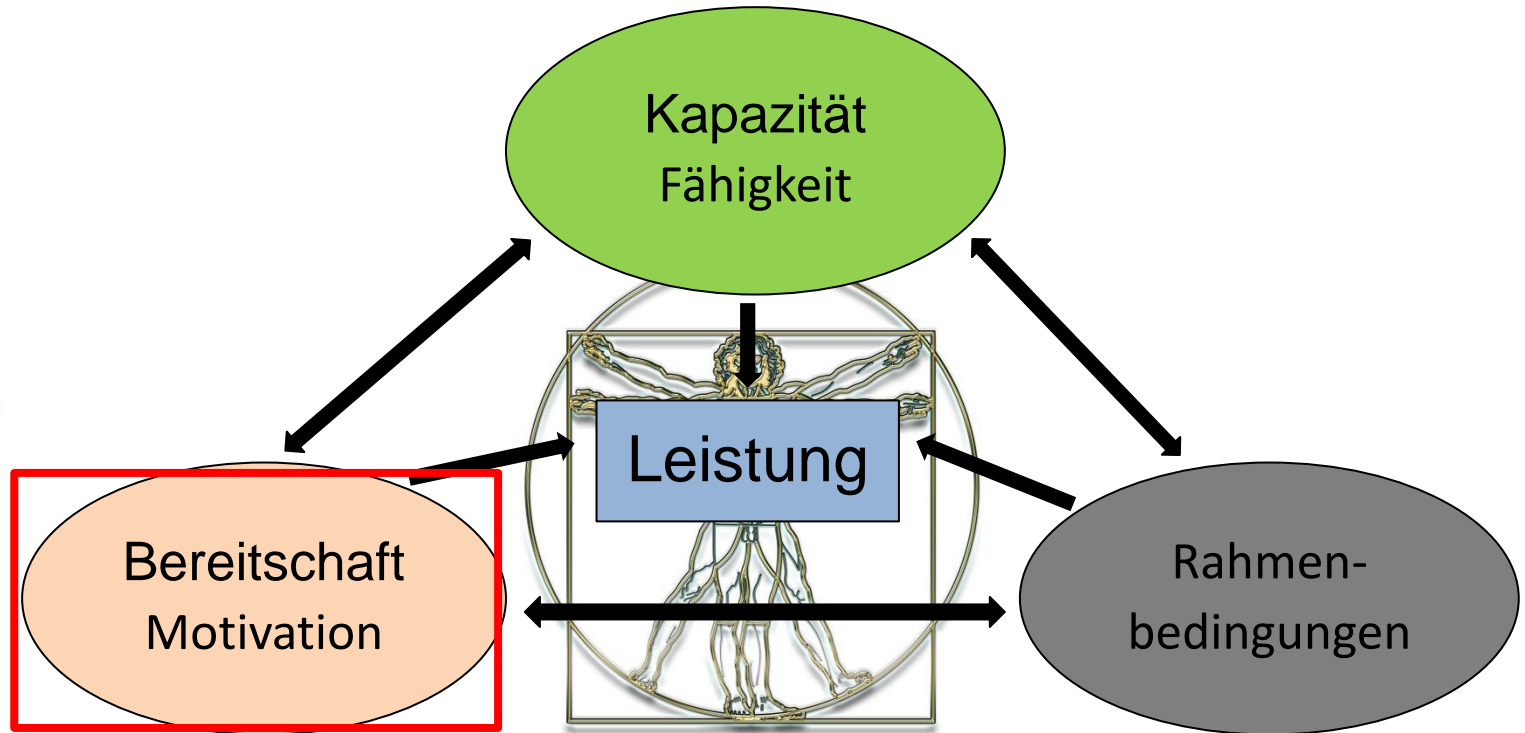 Kapazität
Fähigkeit
Leistung
Bereitschaft
Motivation
Rahmen-
bedingungen